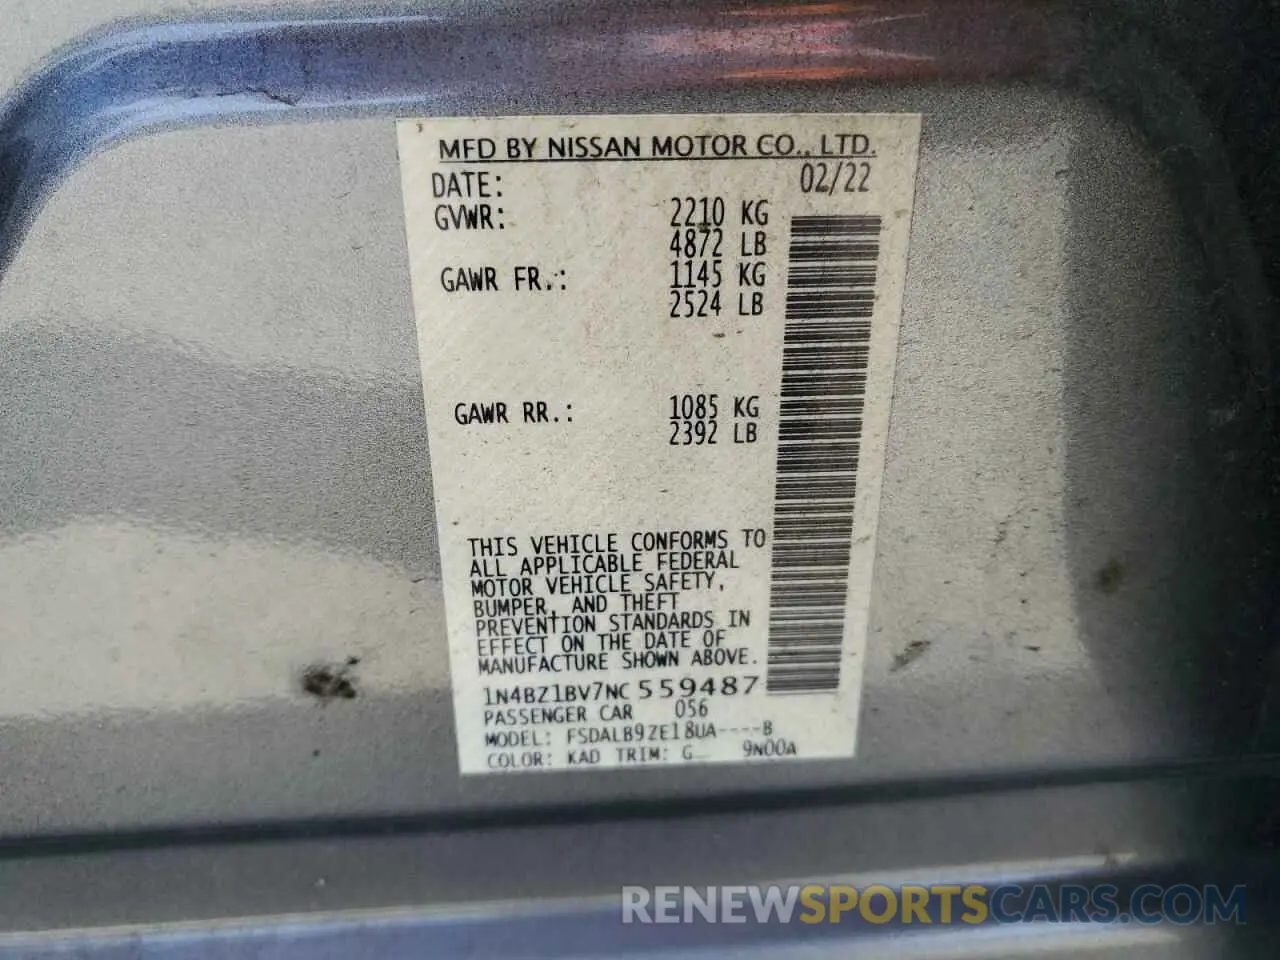 MFD BY NISSAN MOTOR CO., LTD.
DATE: 02/22
GVWR: 2210 KG
4872 LB
GAWR FR.: 1145 KG
2524 LB
GAWR RR.: 1085 KG
2392 LB
THIS VEHICLE CONFORMS TO
ALL APPLICABLE FEDERAL
MOTOR VEHICLE SAFETY,
BUMPER, AND THEFT
PREVENTION STANDARDS IN
EFFECT ON THE DATE OF
MANUFACTURE SHOWN ABOVE.
1N4BZ1BV7NC559487
PASSENGER CAR 056
MODEL: FSDALB9ZE18UA----B
COLOR: KAD TRIM: G_ 9N00A
RENEWSPORTSCARS.COM